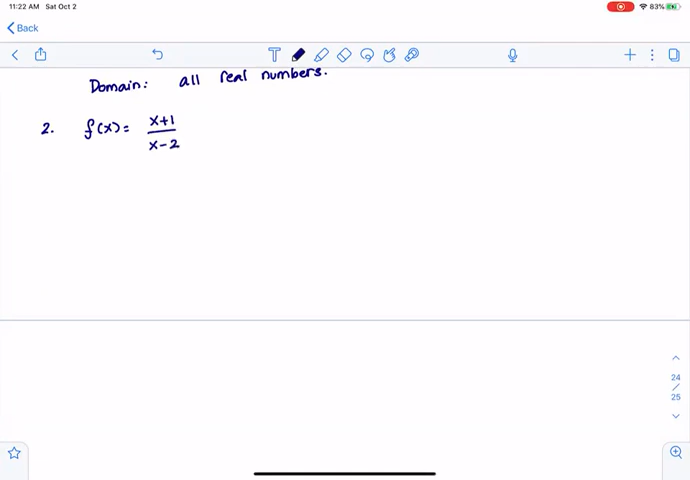 11:22 AM Sat Oct 2
83%
Back
T
Domain: all real numbers.
2. f(x) = x+1
x-2
24
/
25